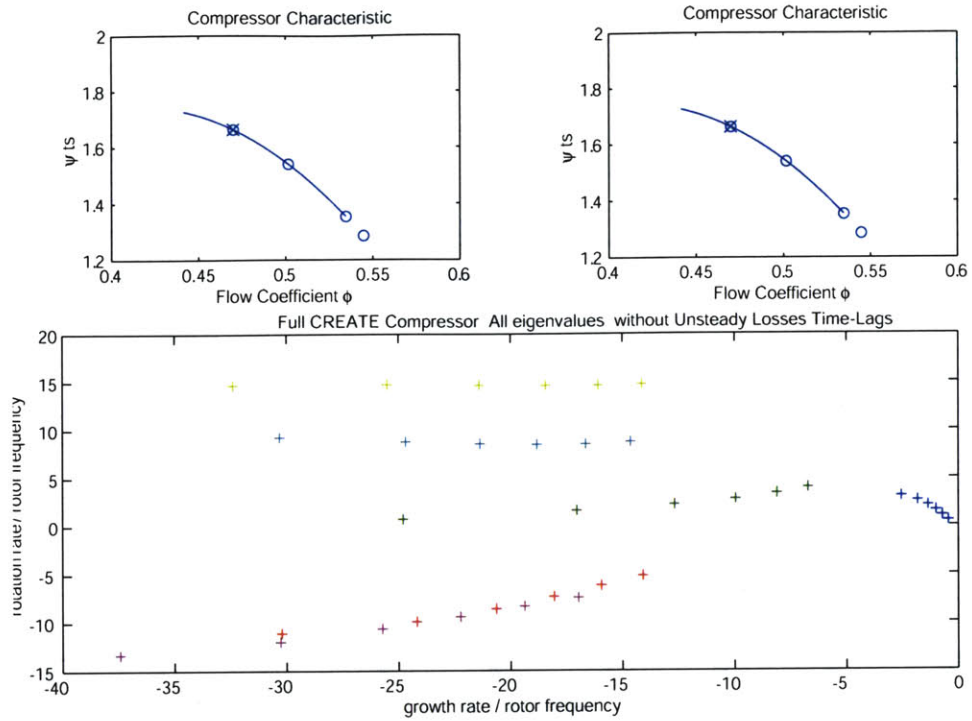 Compressor Characteristic
2
1.8
1.6
1.4
1.2
ψ ts
0.4 0.45 0.5 0.55 0.6
Flow Coefficient ϕ
Compressor Characteristic
2
1.8
1.6
1.4
1.2
ψ ts
0.4 0.45 0.5 0.55 0.6
Flow Coefficient ϕ
Full CREATE Compressor All eigenvalues without Unsteady Losses Time-Lags
20
15
10
5
0
-5
-10
-15
rotation rate / rotor frequency
-40 -35 -30 -25 -20 -15 -10 -5 0
growth rate / rotor frequency